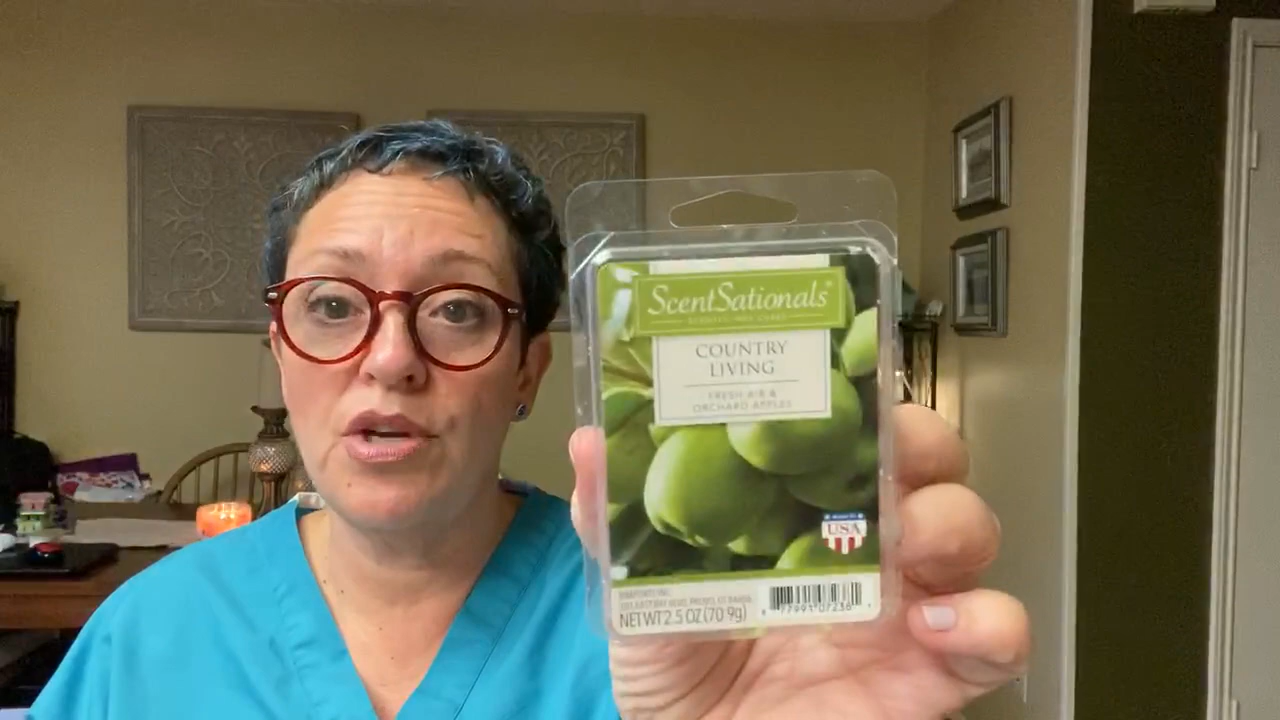 ScentSationals®
COUNTRY
LIVING
FRESH AIR &
ORCHARD APPLES
USA
NET WT 2.5 OZ (70.9g)